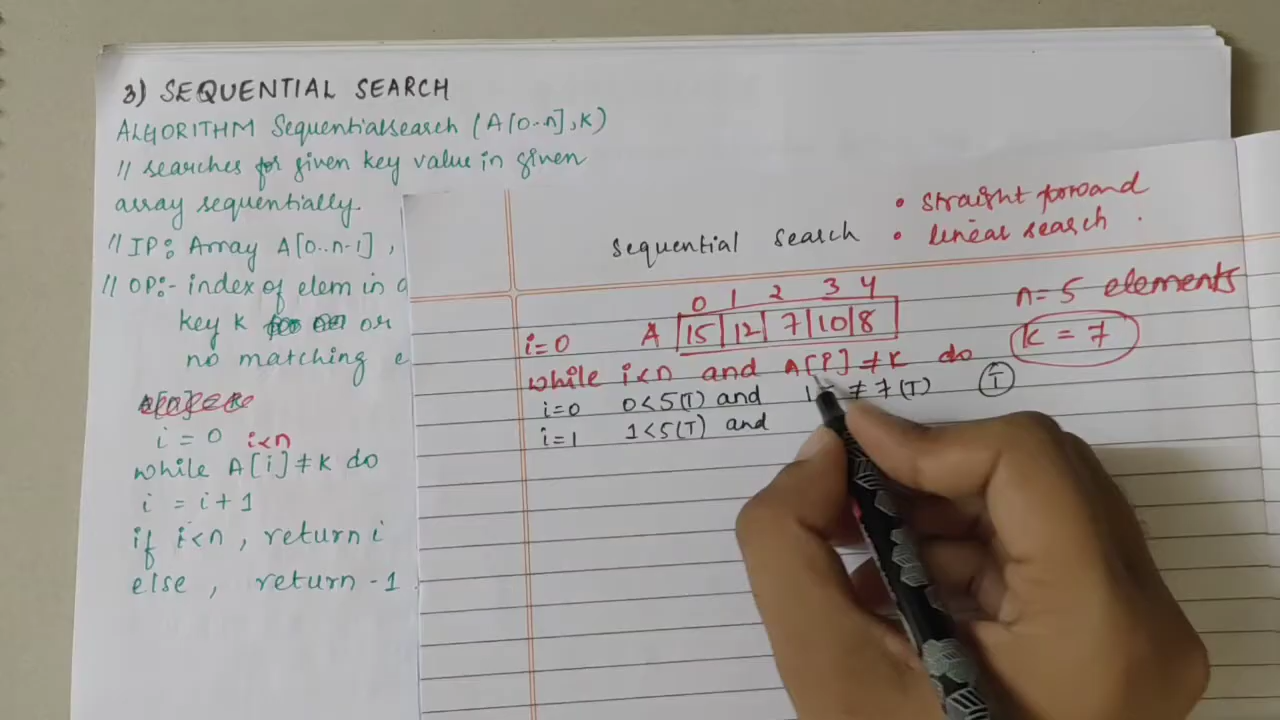 3) SEQUENTIAL SEARCH
ALGORITHM Sequentialsearch (A[0..n], K)
// searches for given key value in given
array sequentially.
// IP: Array A[0..n-1],
// OP:- index of elem in
key K or
no matching e
i = 0 i<n
while A[i] ≠ K do
i = i + 1
if i<n, return i
else, return -1
• straight forward
sequential search • linear search.
0 1 2 3 4
n = 5 elements
i=0 A 15 12 7 10 8
K = 7
while i<n and A[i] ≠ K do
i=0 0<5(T) and ≠ 7(T) T
i=1 1<5(T) and